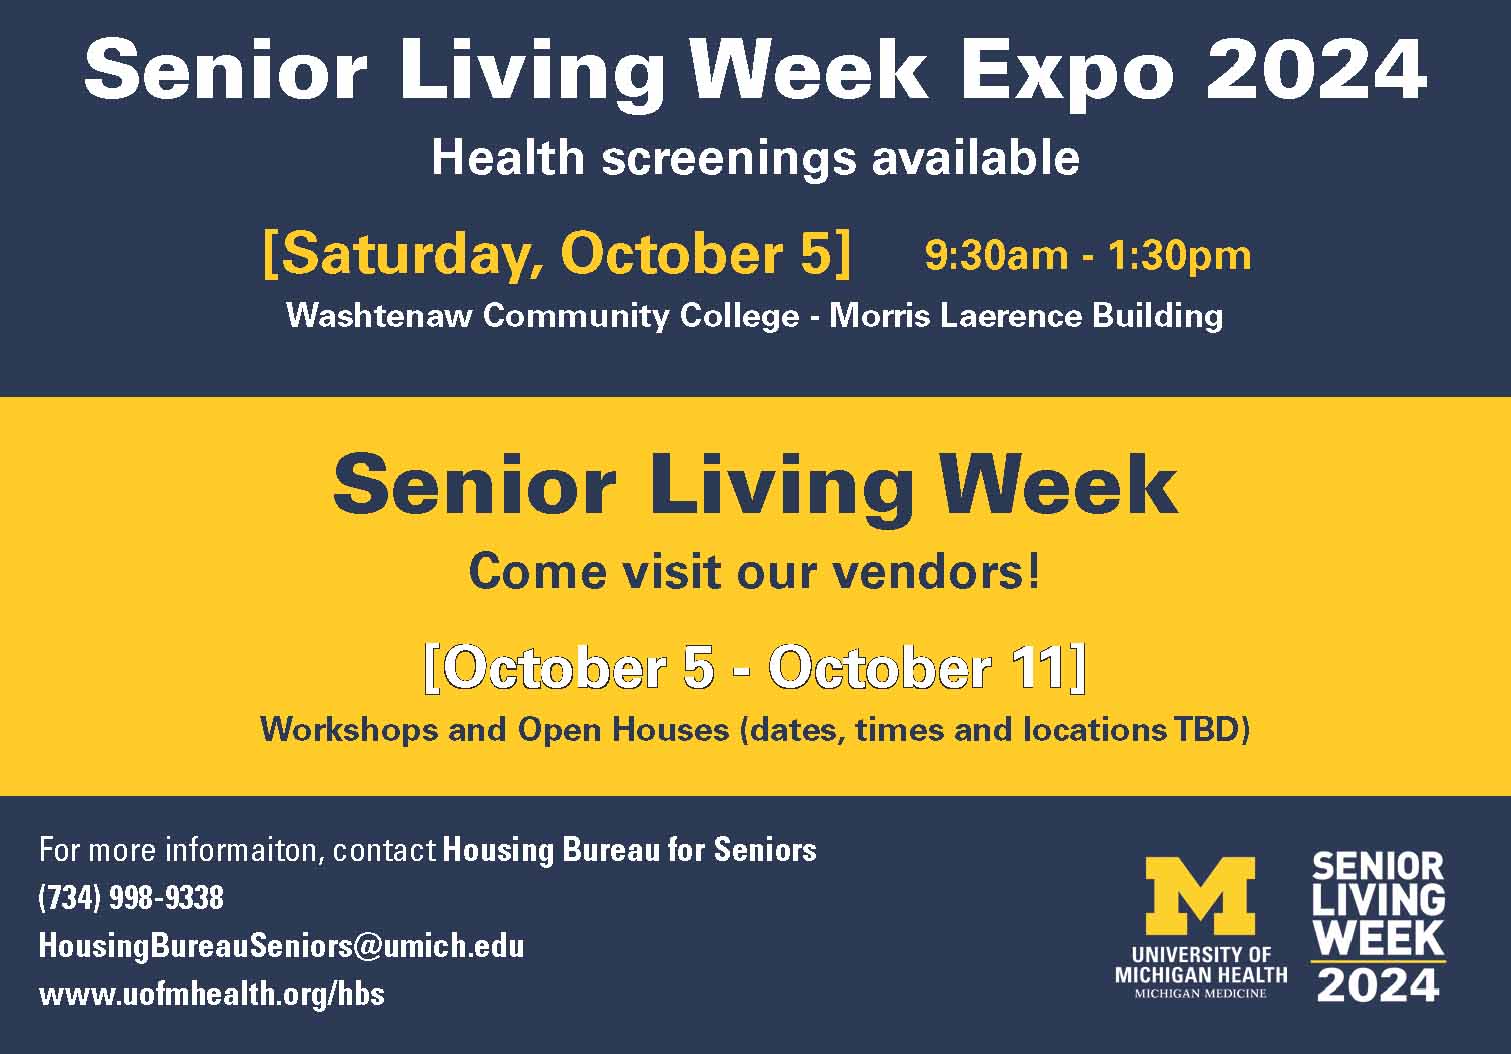 Senior Living Week Expo 2024
Health screenings available
[Saturday, October 5] 9:30am - 1:30pm
Washtenaw Community College - Morris Laerence Building
Senior Living Week
Come visit our vendors!
[October 5 - October 11]
Workshops and Open Houses (dates, times and locations TBD)
For more informaiton, contact Housing Bureau for Seniors
(734) 998-9338
HousingBureauSeniors@umich.edu
www.uofmhealth.org/hbs
M
UNIVERSITY OF
MICHIGAN HEALTH
MICHIGAN MEDICINE
SENIOR
LIVING
WEEK
2024